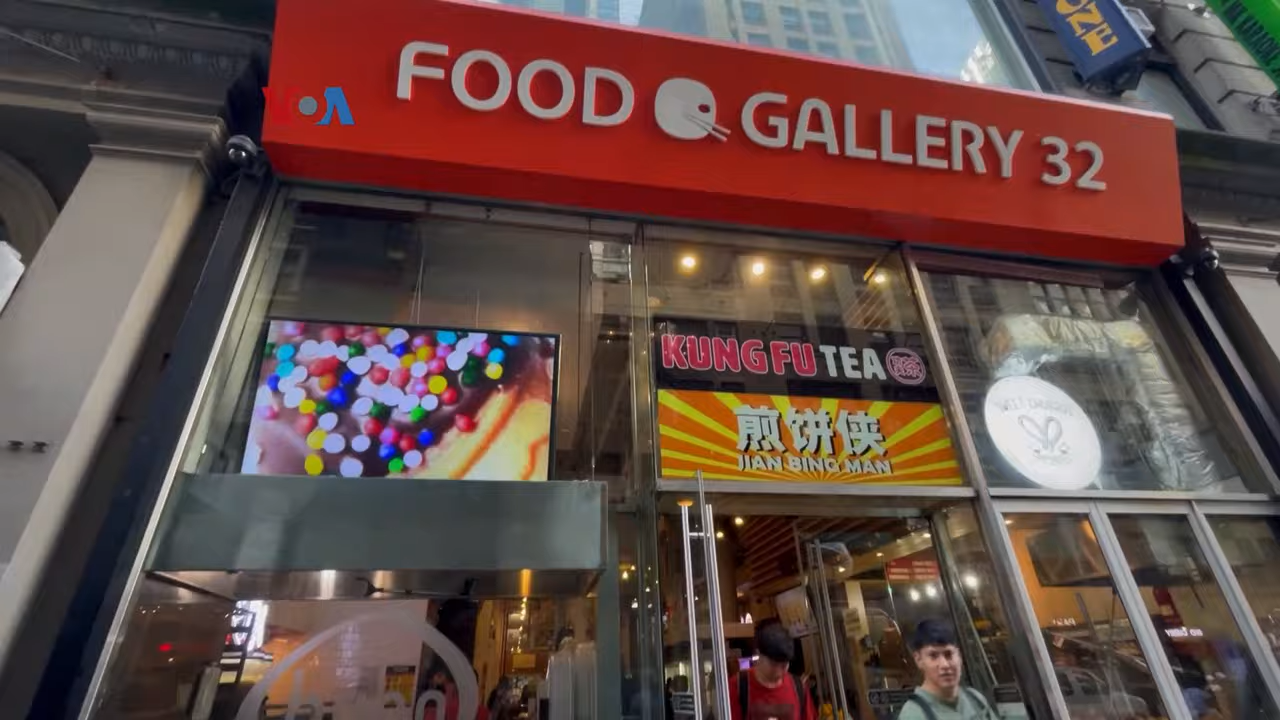 VOA
FOOD GALLERY 32
KUNG FU TEA
煎饼侠
JIAN BING MAN